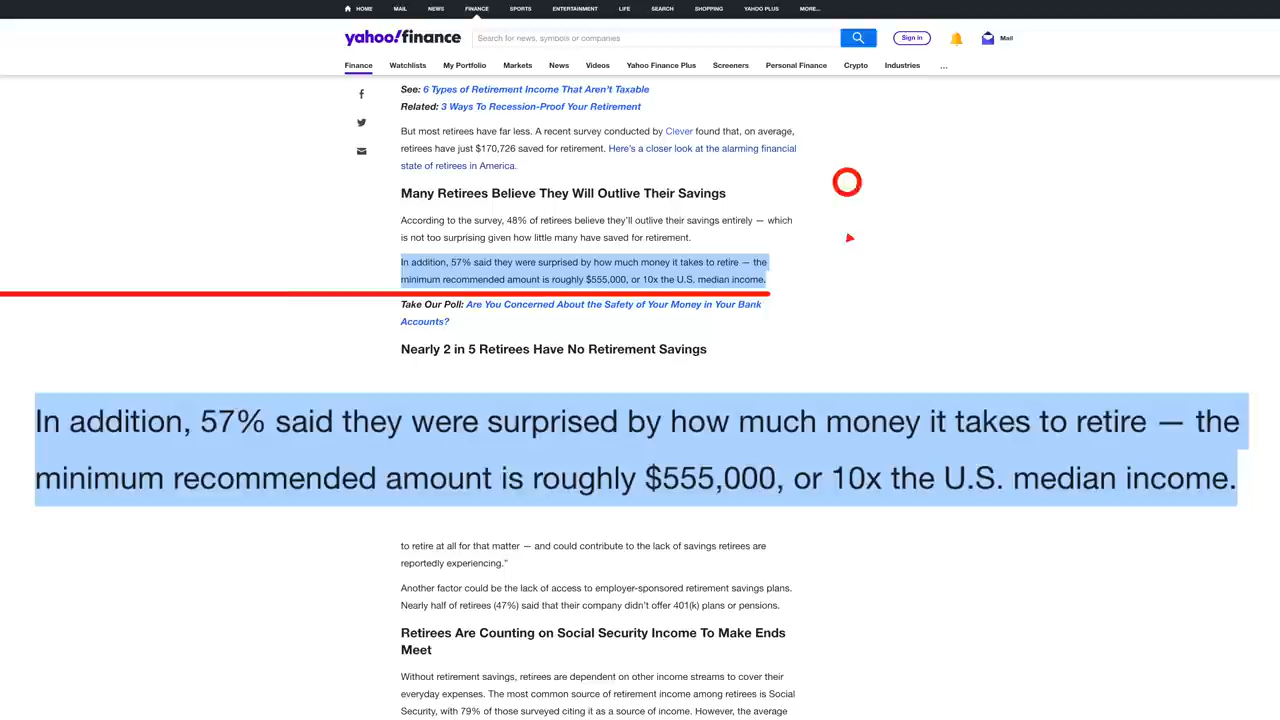 HOME MAIL NEWS FINANCE SPORTS ENTERTAINMENT LIFE SEARCH SHOPPING YAHOO PLUS MORE...
yahoo!finance Search for news, symbols or companies Sign in Mail
Finance Watchlists My Portfolio Markets News Videos Yahoo Finance Plus Screeners Personal Finance Crypto Industries ...
See: 6 Types of Retirement Income That Aren't Taxable
Related: 3 Ways To Recession-Proof Your Retirement
But most retirees have far less. A recent survey conducted by Clever found that, on average,
retirees have just $170,726 saved for retirement. Here's a closer look at the alarming financial
state of retirees in America.
Many Retirees Believe They Will Outlive Their Savings
According to the survey, 48% of retirees believe they'll outlive their savings entirely — which
is not too surprising given how little many have saved for retirement.
In addition, 57% said they were surprised by how much money it takes to retire — the
minimum recommended amount is roughly $555,000, or 10x the U.S. median income.
Take Our Poll: Are You Concerned About the Safety of Your Money in Your Bank
Accounts?
Nearly 2 in 5 Retirees Have No Retirement Savings
In addition, 57% said they were surprised by how much money it takes to retire — the
minimum recommended amount is roughly $555,000, or 10x the U.S. median income.
to retire at all for that matter — and could contribute to the lack of savings retirees are
reportedly experiencing."
Another factor could be the lack of access to employer-sponsored retirement savings plans.
Nearly half of retirees (47%) said that their company didn't offer 401(k) plans or pensions.
Retirees Are Counting on Social Security Income To Make Ends
Meet
Without retirement savings, retirees are dependent on other income streams to cover their
everyday expenses. The most common source of retirement income among retirees is Social
Security, with 79% of those surveyed citing it as a source of income. However, the average